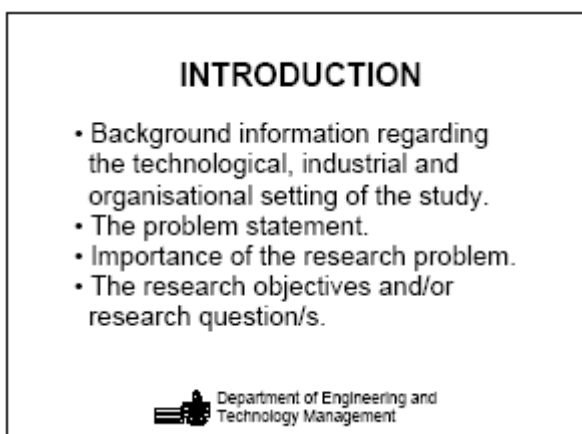 INTRODUCTION
• Background information regarding
the technological, industrial and
organisational setting of the study.
• The problem statement.
• Importance of the research problem.
• The research objectives and/or
research question/s.
Department of Engineering and
Technology Management